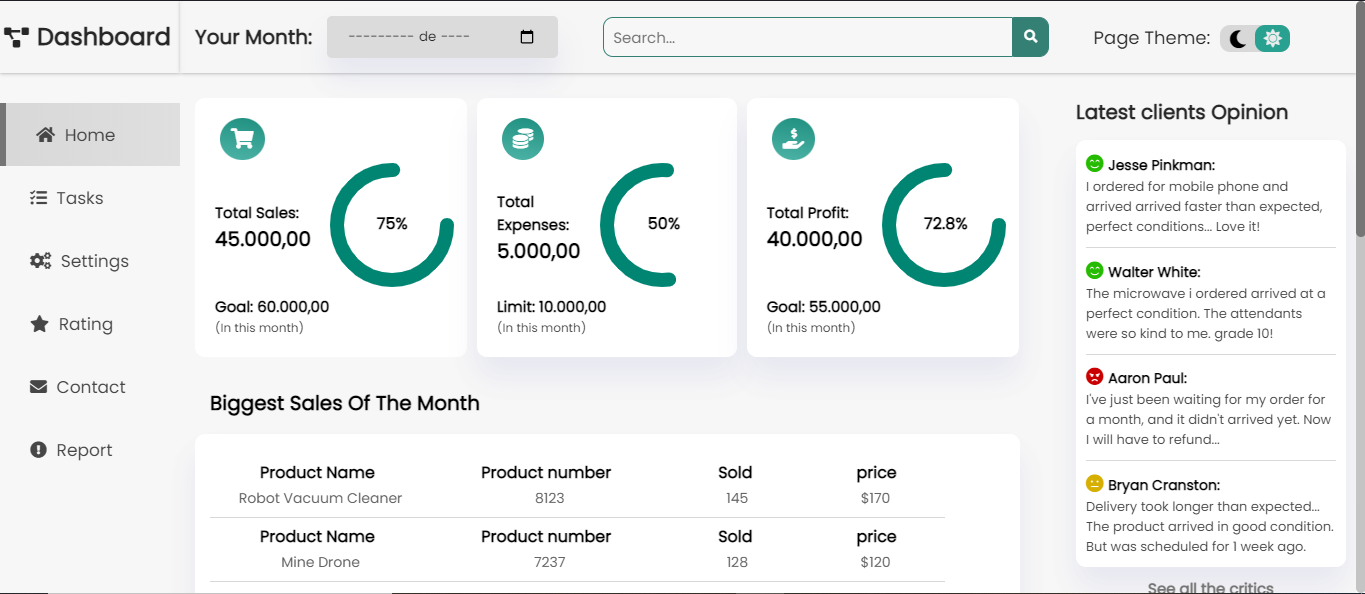 Dashboard
Your Month:
--------- de ----
Search...
Page Theme:
Home
Tasks
Settings
Rating
Contact
Report
Total Sales:
45.000,00
75%
Goal: 60.000,00
(In this month)
Total
Expenses:
5.000,00
50%
Limit: 10.000,00
(In this month)
Total Profit:
40.000,00
72.8%
Goal: 55.000,00
(In this month)
Biggest Sales Of The Month
Product Name Product number Sold price
Robot Vacuum Cleaner 8123 145 $170
Product Name Product number Sold price
Mine Drone 7237 128 $120
Latest clients Opinion
Jesse Pinkman:
I ordered for mobile phone and
arrived arrived faster than expected,
perfect conditions... Love it!
Walter White:
The microwave i ordered arrived at a
perfect condition. The attendants
were so kind to me. grade 10!
Aaron Paul:
I've just been waiting for my order for
a month, and it didn't arrived yet. Now
I will have to refund...
Bryan Cranston:
Delivery took longer than expected...
The product arrived in good condition.
But was scheduled for 1 week ago.
See all the critics